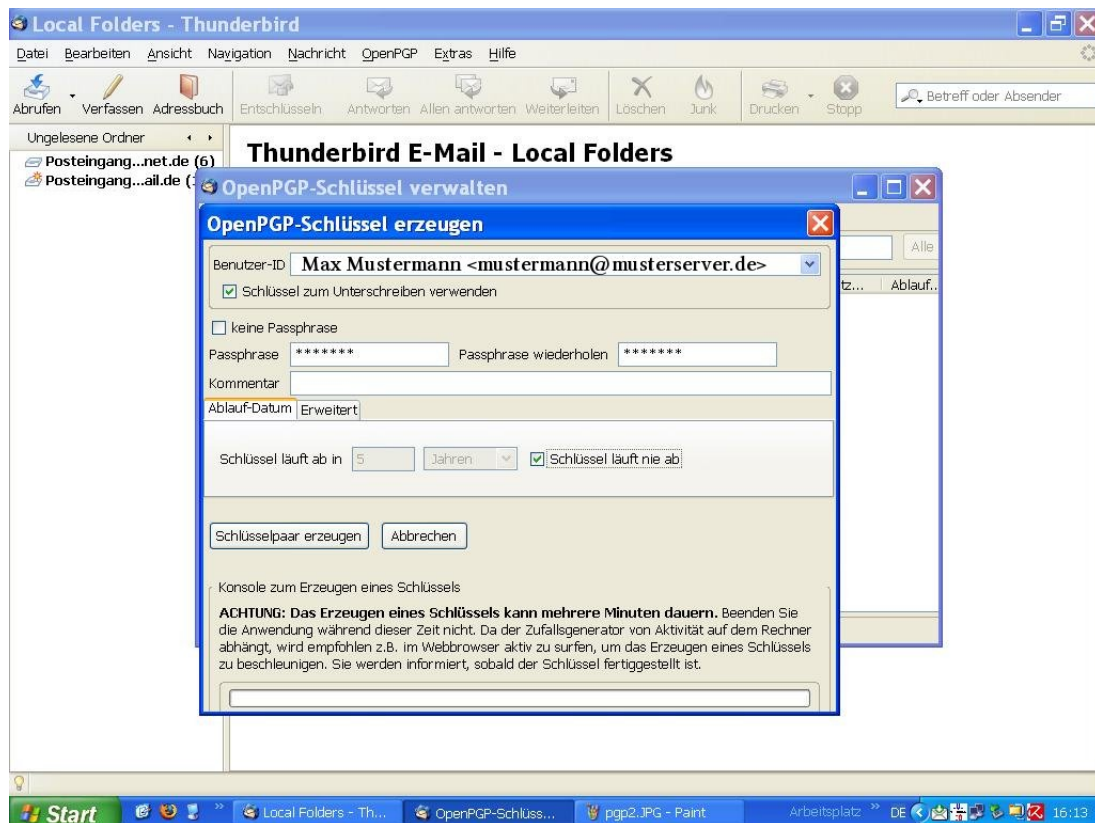 Local Folders - Thunderbird
Datei Bearbeiten Ansicht Navigation Nachricht OpenPGP Extras Hilfe
Abrufen Verfassen Adressbuch Entschlüsseln Antworten Allen antworten Weiterleiten Löschen Junk Drucken Stopp Betreff oder Absender
Ungelesene Ordner
Thunderbird E-Mail - Local Folders
Posteingang...net.de (6)
Posteingang...ail.de (
OpenPGP-Schlüssel verwalten
OpenPGP-Schlüssel erzeugen
Alle
Benutzer-ID Max Mustermann <mustermann@musterserver.de>
tz... Ablauf...
Schlüssel zum Unterschreiben verwenden
keine Passphrase
Passphrase ******* Passphrase wiederholen *******
Kommentar
Ablauf-Datum Erweitert
Schlüssel läuft ab in 5 Jahren Schlüssel läuft nie ab
Schlüsselpaar erzeugen Abbrechen
Konsole zum Erzeugen eines Schlüssels
ACHTUNG: Das Erzeugen eines Schlüssels kann mehrere Minuten dauern. Beenden Sie
die Anwendung während dieser Zeit nicht. Da der Zufallsgenerator von Aktivität auf dem Rechner
abhängt, wird empfohlen z.B. im Webbrowser aktiv zu surfen, um das Erzeugen eines Schlüssels
zu beschleunigen. Sie werden informiert, sobald der Schlüssel fertiggestellt ist.
Start Local Folders - Th... OpenPGP-Schlüss... pgp2.JPG - Paint Arbeitsplatz DE 16:13